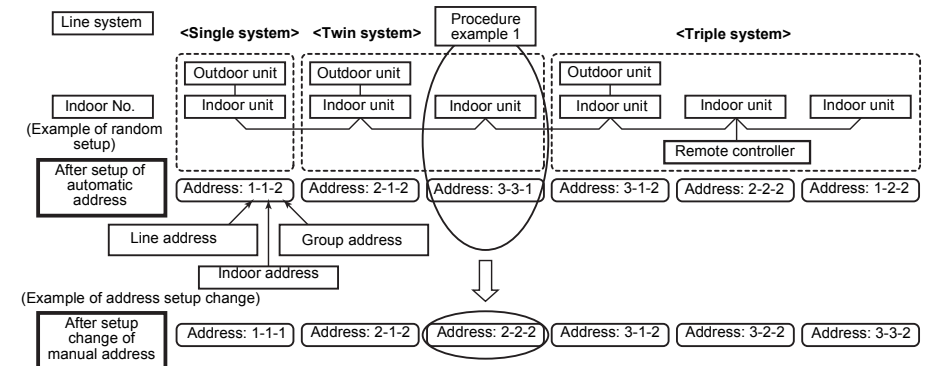 Line system
<Single system>
<Twin system>
Procedure
example 1
<Triple system>
Outdoor unit
Outdoor unit
Outdoor unit
Indoor No.
Indoor unit
Indoor unit
Indoor unit
Indoor unit
Indoor unit
Indoor unit
(Example of random
setup)
Remote controller
After setup of
automatic
address
Address: 1-1-2
Address: 2-1-2
Address: 3-3-1
Address: 3-1-2
Address: 2-2-2
Address: 1-2-2
Line address
Group address
Indoor address
(Example of address setup change)
After setup
change of
manual address
Address: 1-1-1
Address: 2-1-2
Address: 2-2-2
Address: 3-1-2
Address: 3-2-2
Address: 3-3-2